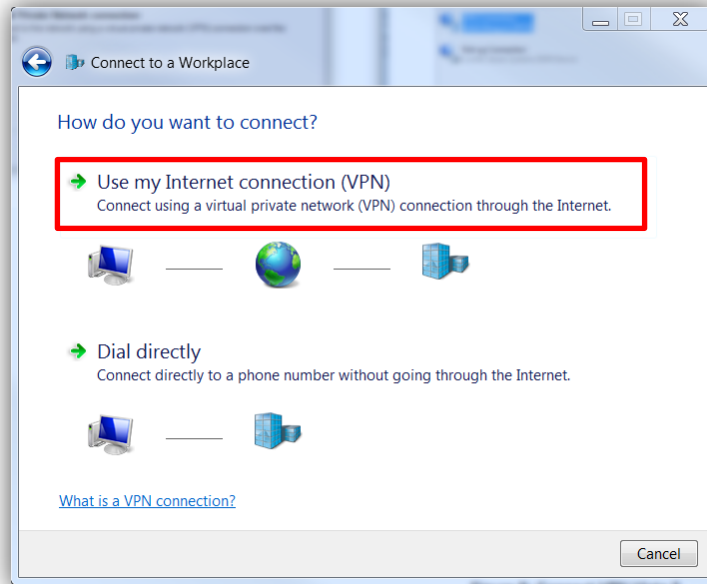 Connect to a Workplace
How do you want to connect?
Use my Internet connection (VPN)
Connect using a virtual private network (VPN) connection through the Internet.
Dial directly
Connect directly to a phone number without going through the Internet.
What is a VPN connection?
Cancel